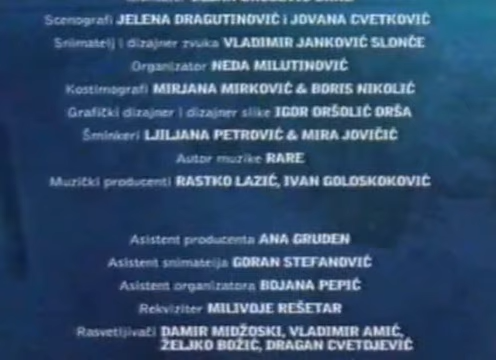 Scenografi JELENA DRAGUTINOVIĆ i JOVANA CVETKOVIĆ
Snimatelj i dizajner zvuka VLADIMIR JANKOVIĆ SLONČE
Organizator NEDA MILUTINOVIĆ
Kostimografi MIRJANA MIRKOVIĆ & BORIS NIKOLIĆ
Grafički dizajner i dizajner slike IGOR ORŠOLIĆ ORŠA
Šminkeri LJILJANA PETROVIĆ & MIRA JOVIČIĆ
Autor muzike RARE
Muzički producenti RASTKO LAZIĆ, IVAN GOLOSKOKOVIĆ
Asistent producenta ANA GRUDEN
Asistent snimatelja GORAN STEFANOVIĆ
Asistent organizatora BOJANA PEPIĆ
Rekviziter MILIVOJE REŠETAR
Rasvetljivači DAMIR MIDŽOSKI, VLADIMIR AMIĆ,
ŽELJKO BOŽIĆ, DRAGAN CVETOJEVIĆ